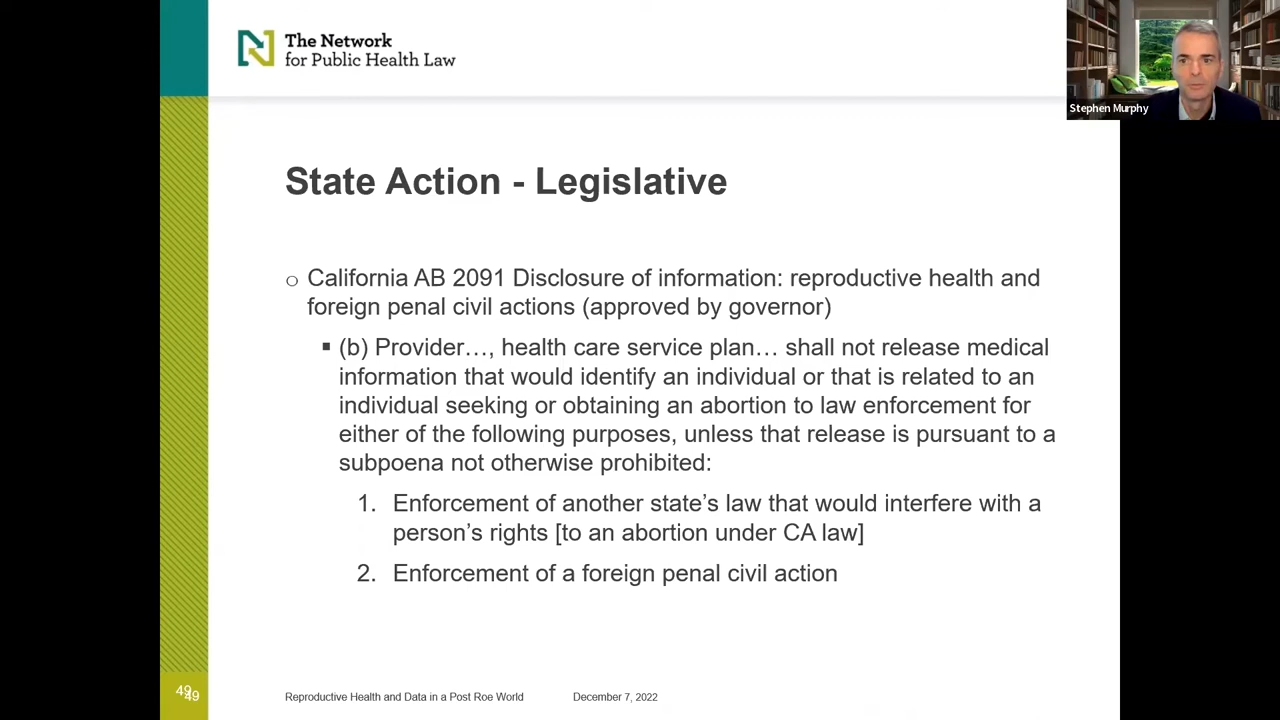 The Network
for Public Health Law
Stephen Murphy
State Action - Legislative
o California AB 2091 Disclosure of information: reproductive health and
foreign penal civil actions (approved by governor)
▪ (b) Provider…, health care service plan… shall not release medical
information that would identify an individual or that is related to an
individual seeking or obtaining an abortion to law enforcement for
either of the following purposes, unless that release is pursuant to a
subpoena not otherwise prohibited:
1. Enforcement of another state’s law that would interfere with a
person’s rights [to an abortion under CA law]
2. Enforcement of a foreign penal civil action
49
49
Reproductive Health and Data in a Post Roe World
December 7, 2022